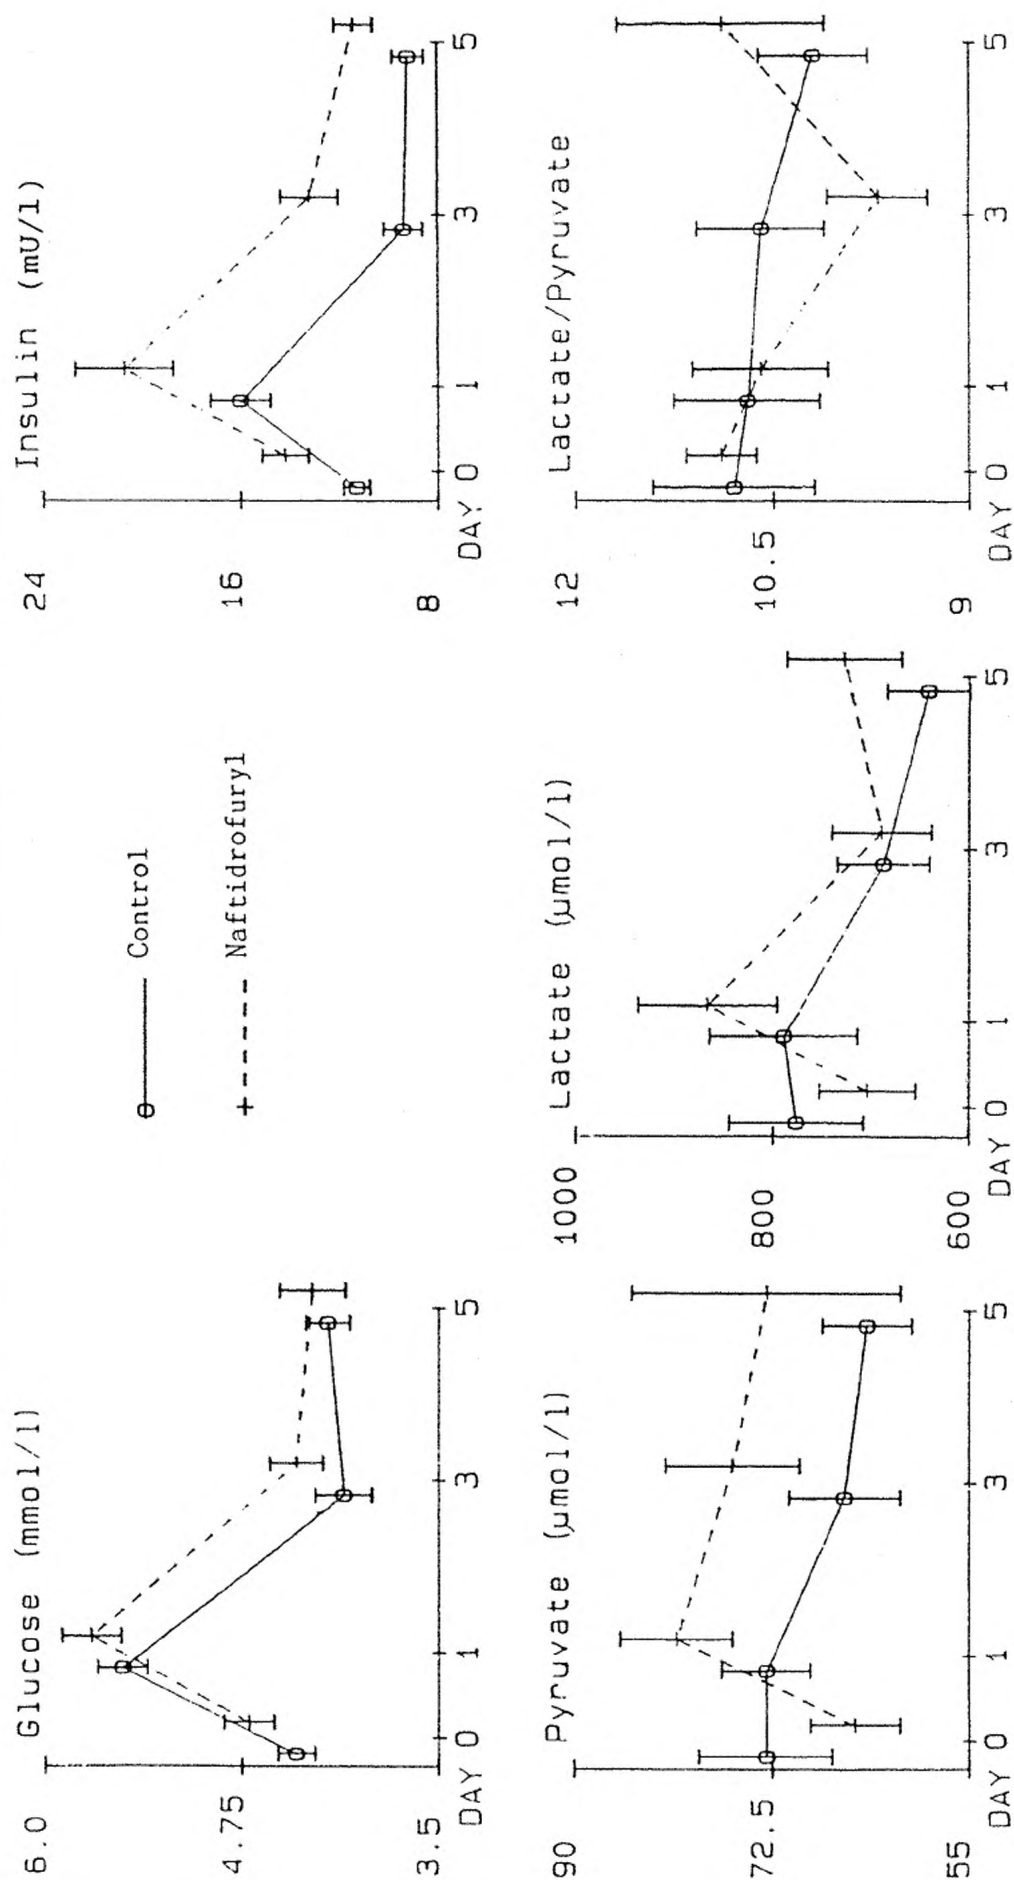 Glucose (mmol/l)
6.0
4.75
3.5
DAY 0 1 3 5
Control
Naftidrofuryl
Insulin (mU/l)
24
16
8
DAY 0 1 3 5
Pyruvate (µmol/l)
90
72.5
55
DAY 0 1 3 5
Lactate (µmol/l)
1000
800
600
DAY 0 1 3 5
Lactate/Pyruvate
12
10.5
9
DAY 0 1 3 5